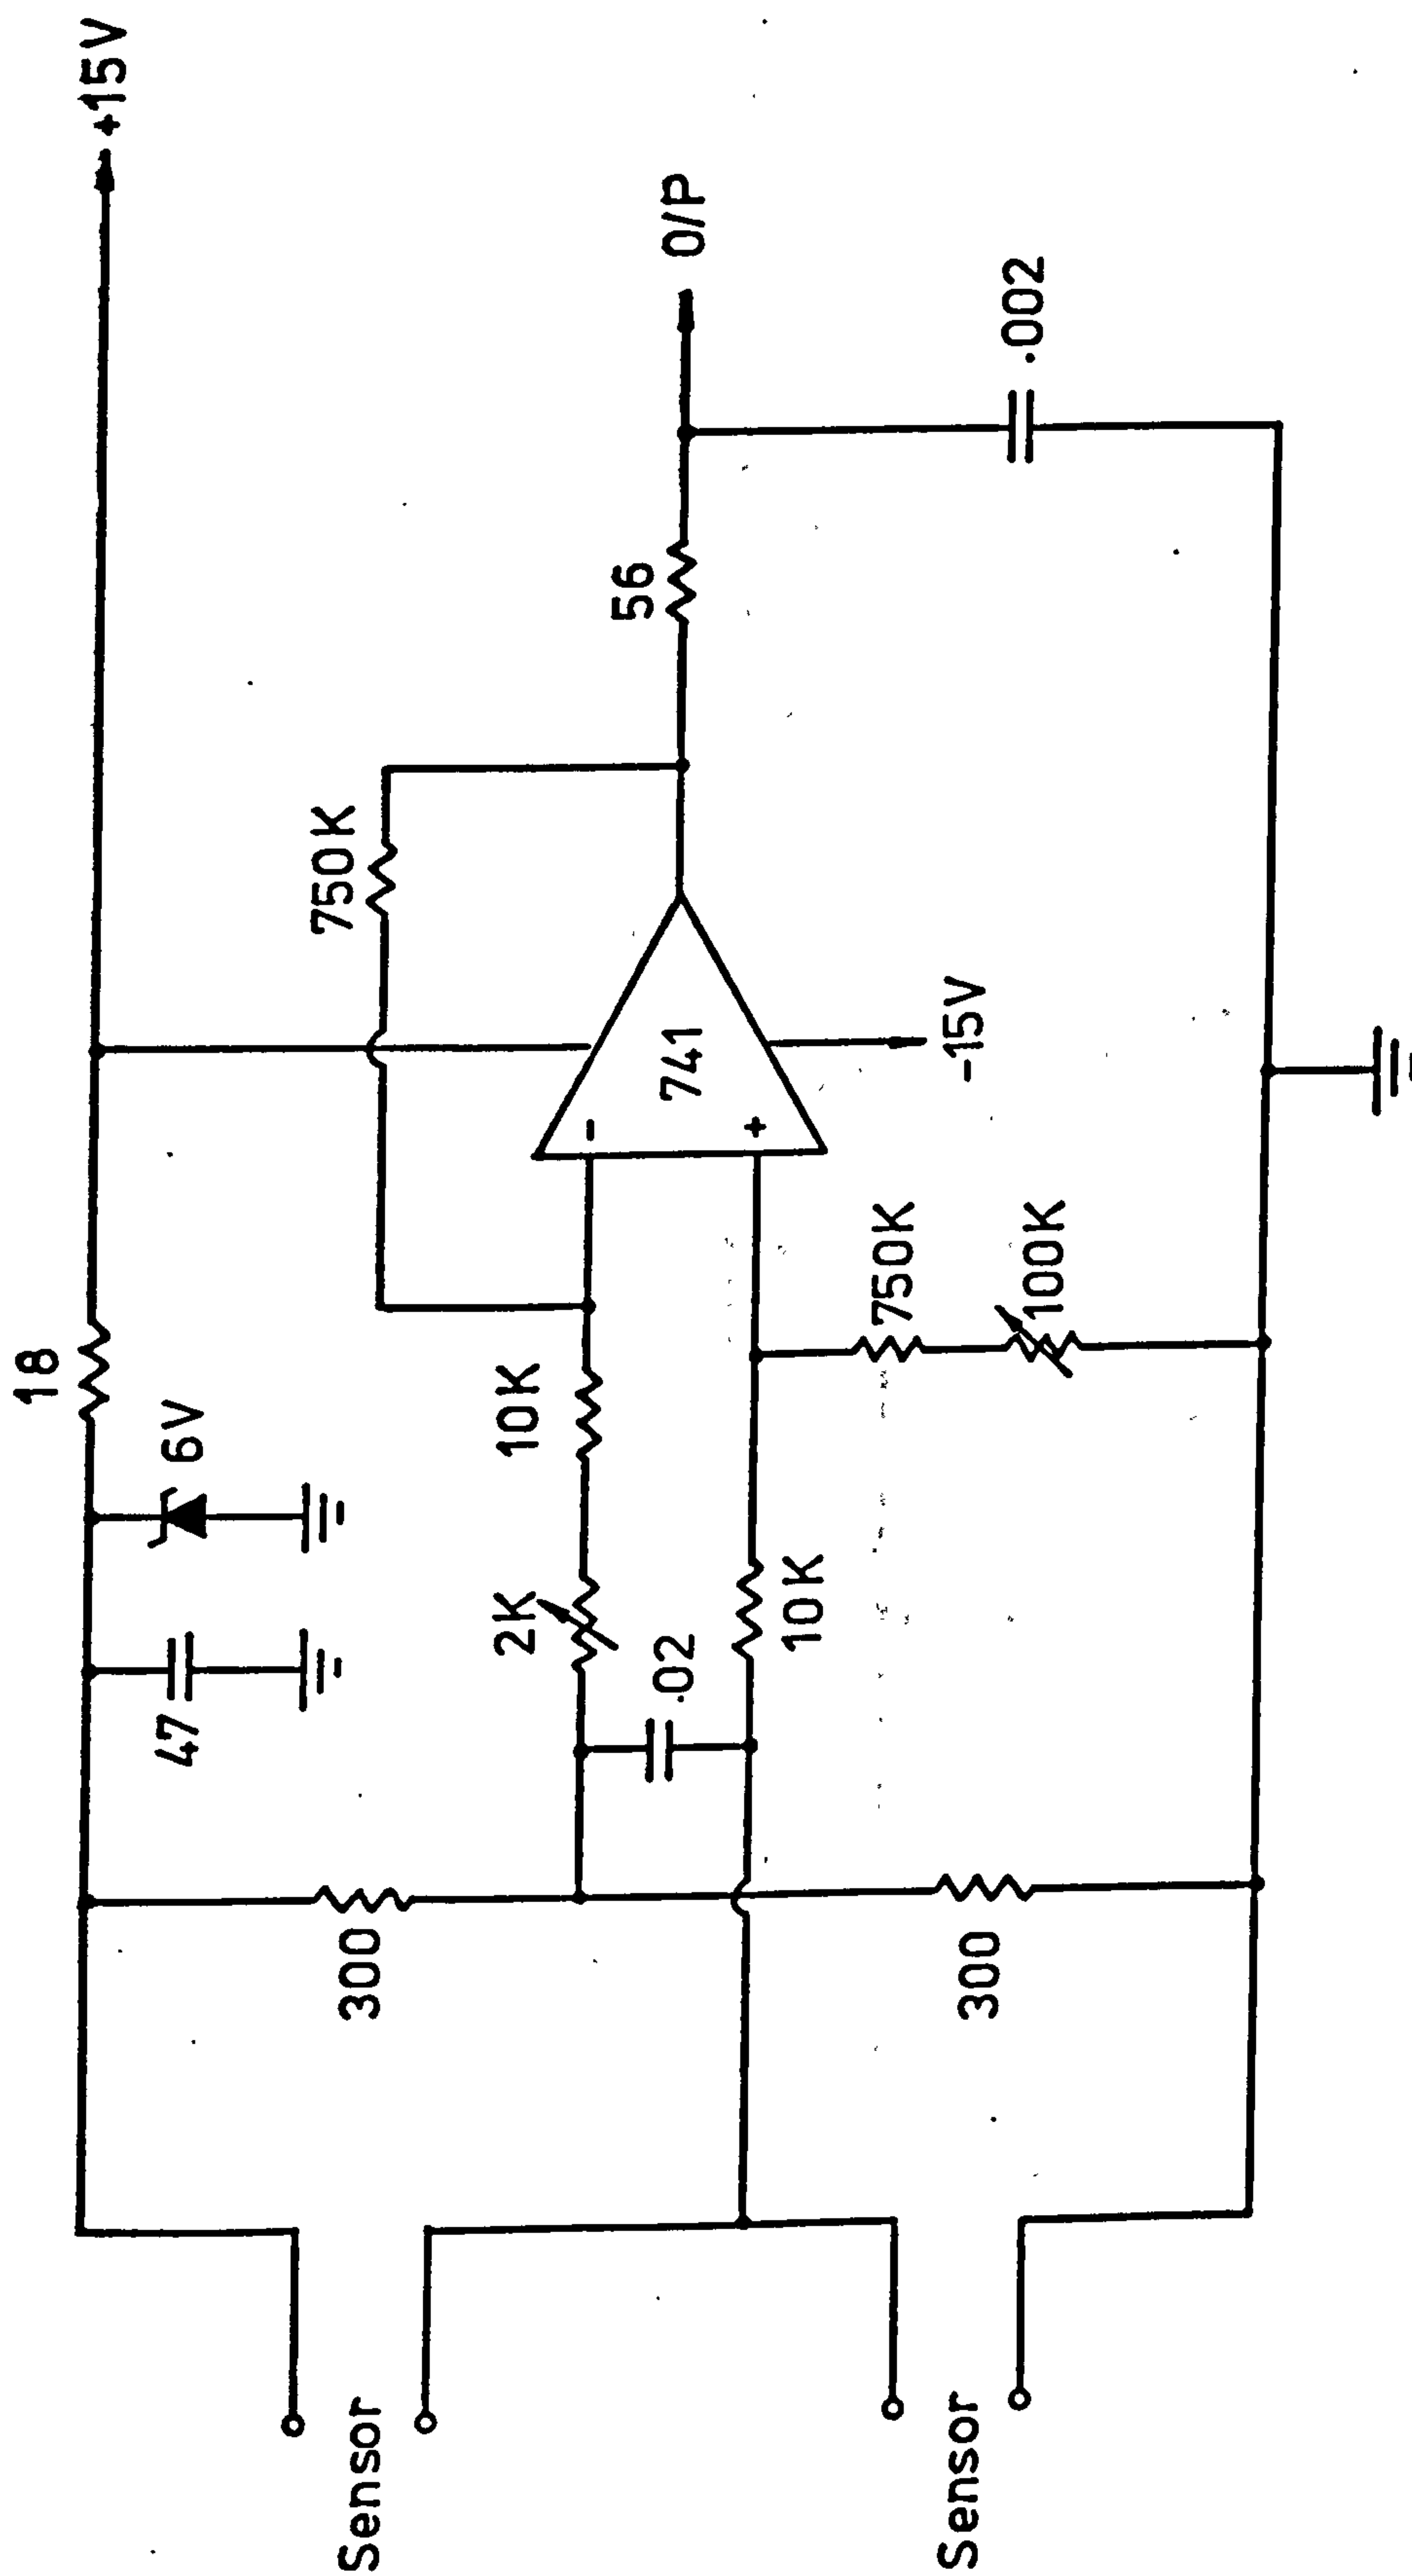 +15V
18
6V
47
750K
O/P
56
.002
2K
10K
741
-
+
-15V
.02
10K
750K
100K
300
300
Sensor
Sensor